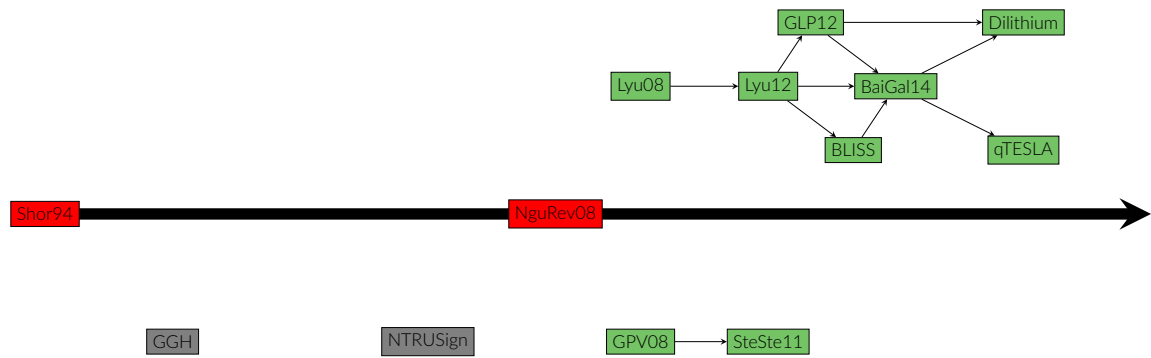 GLP12
Dilithium
Lyu08
Lyu12
BaiGal14
BLISS
qTESLA
Shor94
NguRev08
GGH
NTRUSign
GPV08
SteSte11